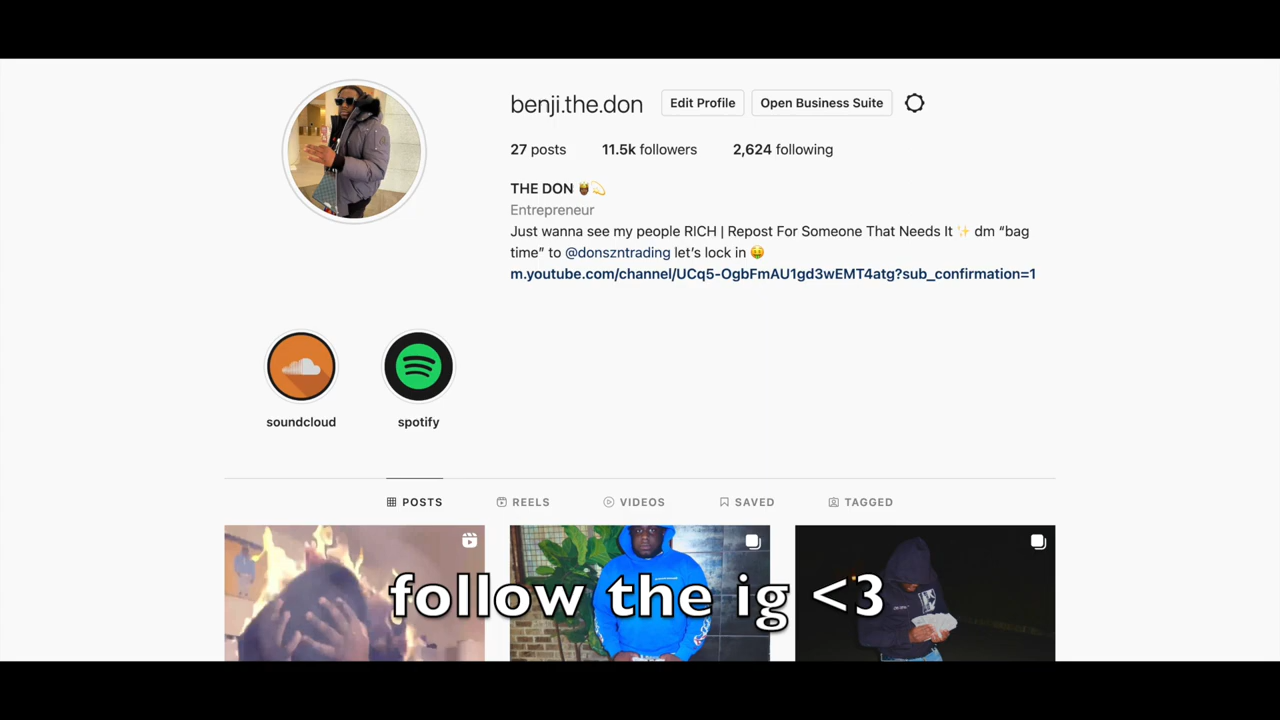 benji.the.don Edit Profile Open Business Suite
27 posts 11.5k followers 2,624 following
THE DON 🤴🏿💫
Entrepreneur
Just wanna see my people RICH | Repost For Someone That Needs It ✨ dm “bag
time” to @donszntrading let’s lock in 🤑
m.youtube.com/channel/UCq5-OgbFmAU1gd3wEMT4atg?sub_confirmation=1
soundcloud spotify
POSTS REELS VIDEOS SAVED TAGGED
follow the ig <3